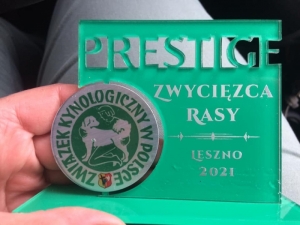 PRESTIGE
ZWYCIĘZCA
RASY
LESZNO
2021
ZWIĄZEK KYNOLOGICZNY W POLSCE